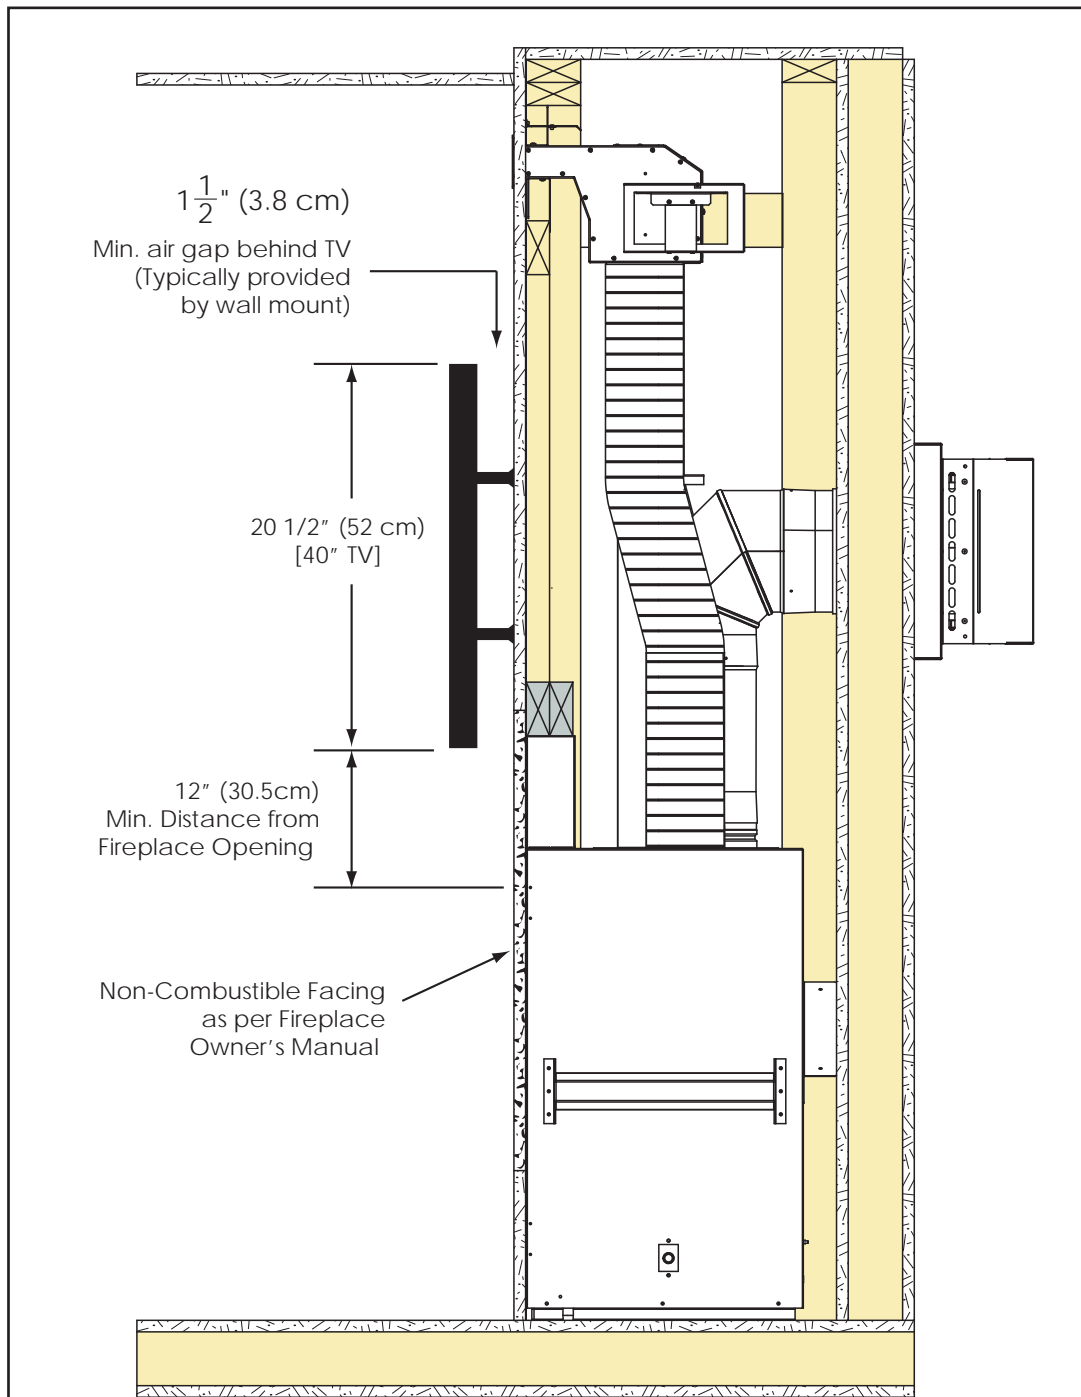 1 1/2" (3.8 cm)
Min. air gap behind TV
(Typically provided
by wall mount)
20 1/2" (52 cm)
[40" TV]
12" (30.5cm)
Min. Distance from
Fireplace Opening
Non-Combustible Facing
as per Fireplace
Owner's Manual